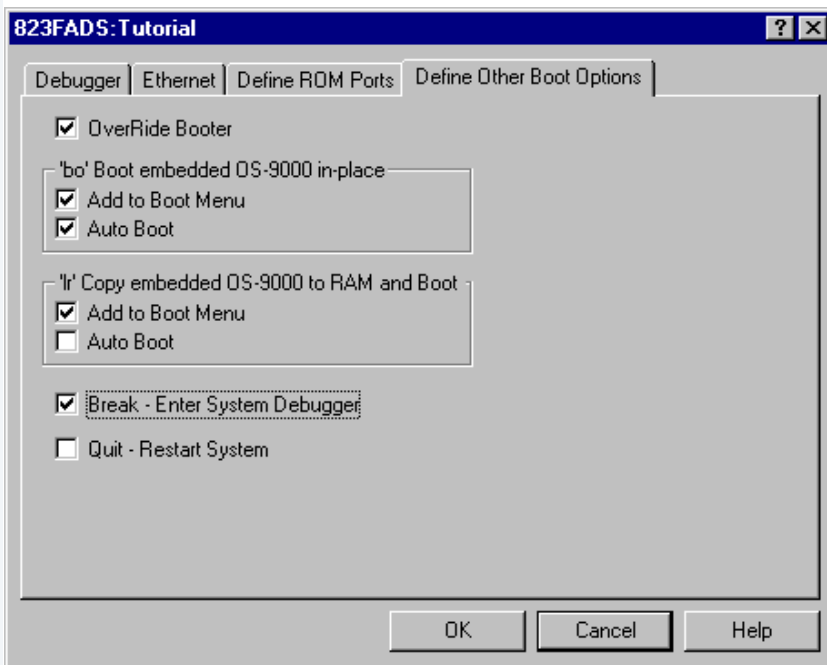 823FADS:Tutorial
Debugger Ethernet Define ROM Ports Define Other Boot Options
OverRide Booter
'bo' Boot embedded OS-9000 in-place
Add to Boot Menu
Auto Boot
'lr' Copy embedded OS-9000 to RAM and Boot
Add to Boot Menu
Auto Boot
Break - Enter System Debugger
Quit - Restart System
OK Cancel Help